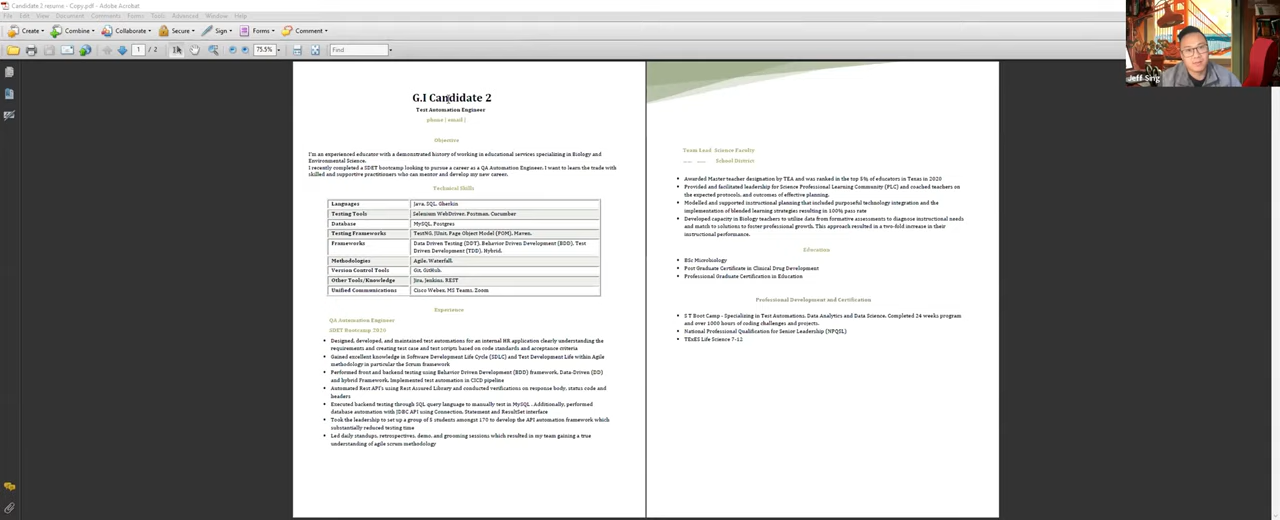 Candidate 2 resume - Copy.pdf - Adobe Acrobat
File Edit View Document Comments Forms Tools Advanced Window Help
Create Combine Collaborate Secure Sign Forms Comment
1 / 2 75.5% Find
Jeff Sing
G.I Candidate 2
Test Automation Engineer
phone | email |
Objective
I'm an experienced educator with a demonstrated history of working in educational services specializing in Biology and
Environmental Science.
I recently completed a SDET bootcamp looking to pursue a career as a QA Automation Engineer. I want to learn the trade with
skilled and supportive practitioners who can mentor and develop my new career.
Technical Skills
Languages Java, SQL, Gherkin
Testing Tools Selenium WebDriver, Postman, Cucumber
Database MySQL, Postgres
Testing Frameworks TestNG, JUnit, Page Object Model (POM), Maven.
Frameworks Data Driven Testing (DDT), Behavior Driven Development (BDD), Test
Driven Development (TDD), Hybrid.
Methodologies Agile, Waterfall.
Version Control Tools Git, GitHub.
Other Tools/Knowledge Jira, Jenkins, REST
Unified Communications Cisco Webex, MS Teams, Zoom
Experience
QA Automation Engineer
SDET Bootcamp 2020
• Designed, developed, and maintained test automations for an internal HR application clearly understanding the
requirements and creating test case and test scripts based on code standards and acceptance criteria
• Gained excellent knowledge in Software Development Life Cycle (SDLC) and Test Development Life within Agile
methodology in particular the Scrum framework
• Performed front and backend testing using Behavior Driven Development (BDD) framework, Data-Driven (DD)
and hybrid Framework, Implemented test automation in CICD pipeline
• Automated Rest API's using Rest Assured Library and conducted verifications on response body, status code and
headers
• Executed backend testing through SQL query language to manually test in MySQL . Additionally, performed
database automation with JDBC API using Connection, Statement and ResultSet interface
• Took the leadership to set up a group of 5 students amongst 170 to develop the API automation framework which
substantially reduced testing time
• Led daily standups, retrospectives, demo, and grooming sessions which resulted in my team gaining a true
understanding of agile scrum methodology
Team Lead Science Faculty
School District
• Awarded Master teacher designation by TEA and was ranked in the top 5% of educators in Texas in 2020
• Provided and facilitated leadership for Science Professional Learning Community (PLC) and coached teachers on
the expected protocols, and outcomes of effective planning.
• Modelled and supported instructional planning that included purposeful technology integration and the
implementation of blended learning strategies resulting in 100% pass rate
• Developed capacity in Biology teachers to utilize data from formative assessments to diagnose instructional needs
and match to solutions to foster professional growth. This approach resulted in a two-fold increase in their
instructional performance.
Education
• BSc Microbiology
• Post Graduate Certificate in Clinical Drug Development
• Professional Graduate Certification in Education
Professional Development and Certification
• S T Boot Camp - Specializing in Test Automations, Data Analytics and Data Science. Completed 24 weeks program
and over 1000 hours of coding challenges and projects.
• National Professional Qualification for Senior Leadership (NPQSL)
• TExES Life Science 7-12